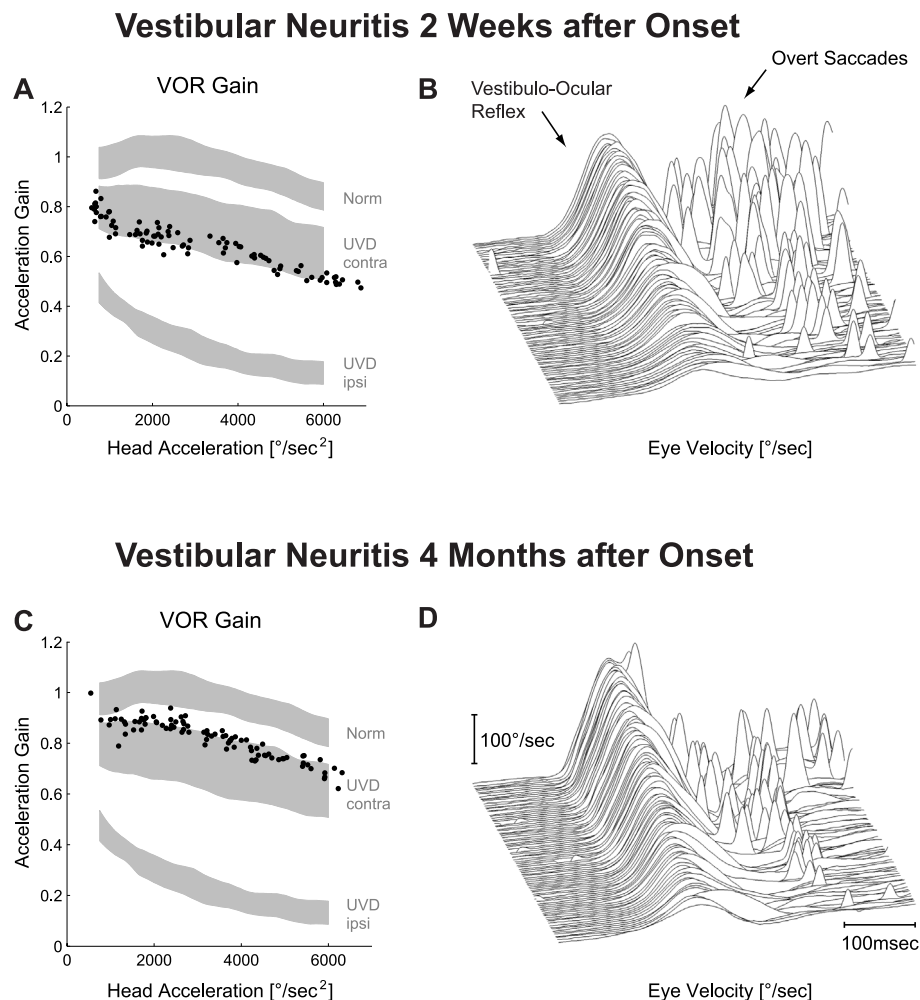 Vestibular Neuritis 2 Weeks after Onset
A
VOR Gain
Acceleration Gain
1.2
1
0.8
0.6
0.4
0.2
0
Norm
UVD
contra
UVD
ipsi
0 2000 4000 6000
Head Acceleration [°/sec²]
B
Vestibulo-Ocular
Reflex
Overt Saccades
Eye Velocity [°/sec]
Vestibular Neuritis 4 Months after Onset
C
VOR Gain
Acceleration Gain
1.2
1
0.8
0.6
0.4
0.2
0
Norm
UVD
contra
UVD
ipsi
0 2000 4000 6000
Head Acceleration [°/sec²]
D
100°/sec
100msec
Eye Velocity [°/sec]